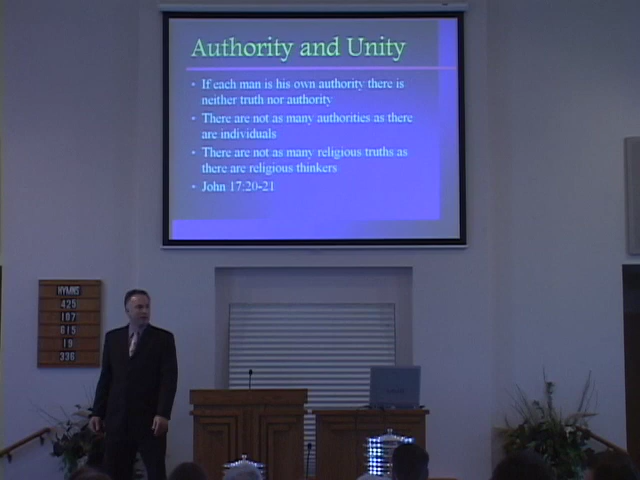 Authority and Unity
• If each man is his own authority there is
neither truth nor authority
• There are not as many authorities as there
are individuals
• There are not as many religious truths as
there are religious thinkers
• John 17:20-21
HYMNS
425
107
615
19
336